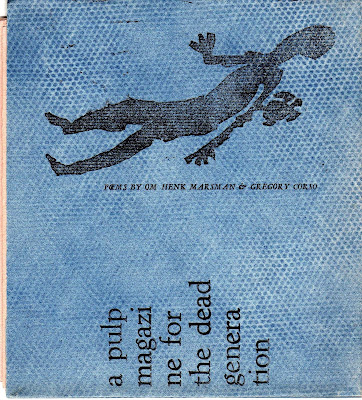 POEMS BY OM HENK MARSMAN & GREGORY CORSO
a pulp
magazi
ne for
the dead
genera
tion